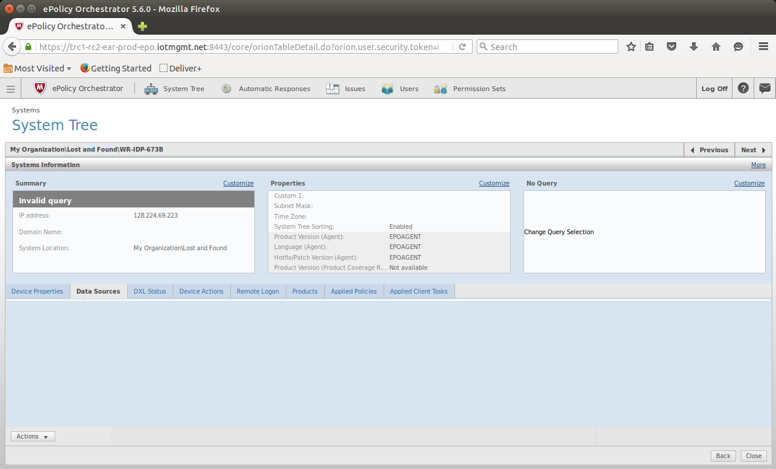 ePolicy Orchestrator 5.6.0 - Mozilla Firefox
ePolicy Orchestrato...
https://trc1-rc2-ear-prod-epo.iotmgmt.net:8443/core/orionTableDetail.do?orion.user.security.token=
Search
Most Visited
Getting Started
Deliver+
ePolicy Orchestrator
System Tree
Automatic Responses
Issues
Users
Permission Sets
Log Off
?
Systems
System Tree
My Organization\Lost and Found\WR-IDP-673B
Previous
Next
Systems Information
More
Summary
Customize
Invalid query
IP address: 128.224.69.223
Domain Name:
System Location: My Organization\Lost and Found
Properties
Customize
Custom 1:
Subnet Mask:
Time Zone:
System Tree Sorting: Enabled
Product Version (Agent): EPOAGENT
Language (Agent): EPOAGENT
Hotfix/Patch Version (Agent): EPOAGENT
Product Version (Product Coverage R... Not available
No Query
Customize
Change Query Selection
Device Properties
Data Sources
DXL Status
Device Actions
Remote Logon
Products
Applied Policies
Applied Client Tasks
Actions
Back
Close